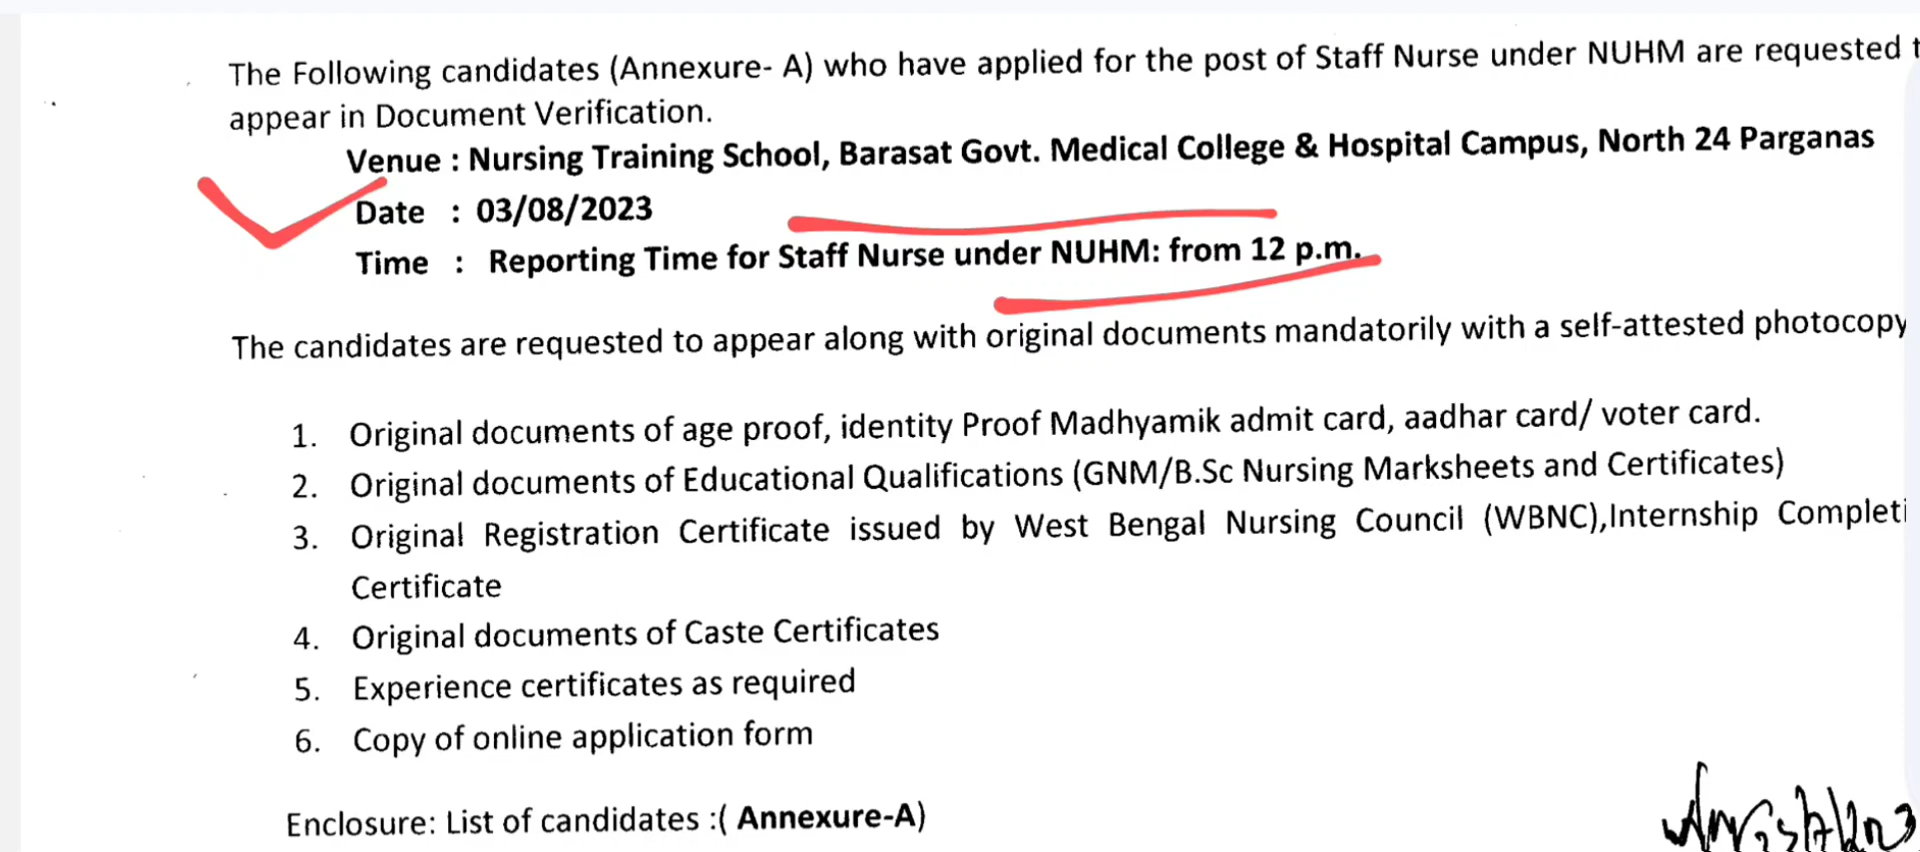 The Following candidates (Annexure- A) who have applied for the post of Staff Nurse under NUHM are requested t
appear in Document Verification.
Venue : Nursing Training School, Barasat Govt. Medical College & Hospital Campus, North 24 Parganas
Date : 03/08/2023
Time : Reporting Time for Staff Nurse under NUHM: from 12 p.m.
The candidates are requested to appear along with original documents mandatorily with a self-attested photocopy
1. Original documents of age proof, identity Proof Madhyamik admit card, aadhar card/ voter card.
2. Original documents of Educational Qualifications (GNM/B.Sc Nursing Marksheets and Certificates)
3. Original Registration Certificate issued by West Bengal Nursing Council (WBNC),Internship Completi
Certificate
4. Original documents of Caste Certificates
5. Experience certificates as required
6. Copy of online application form
Enclosure: List of candidates :( Annexure-A)